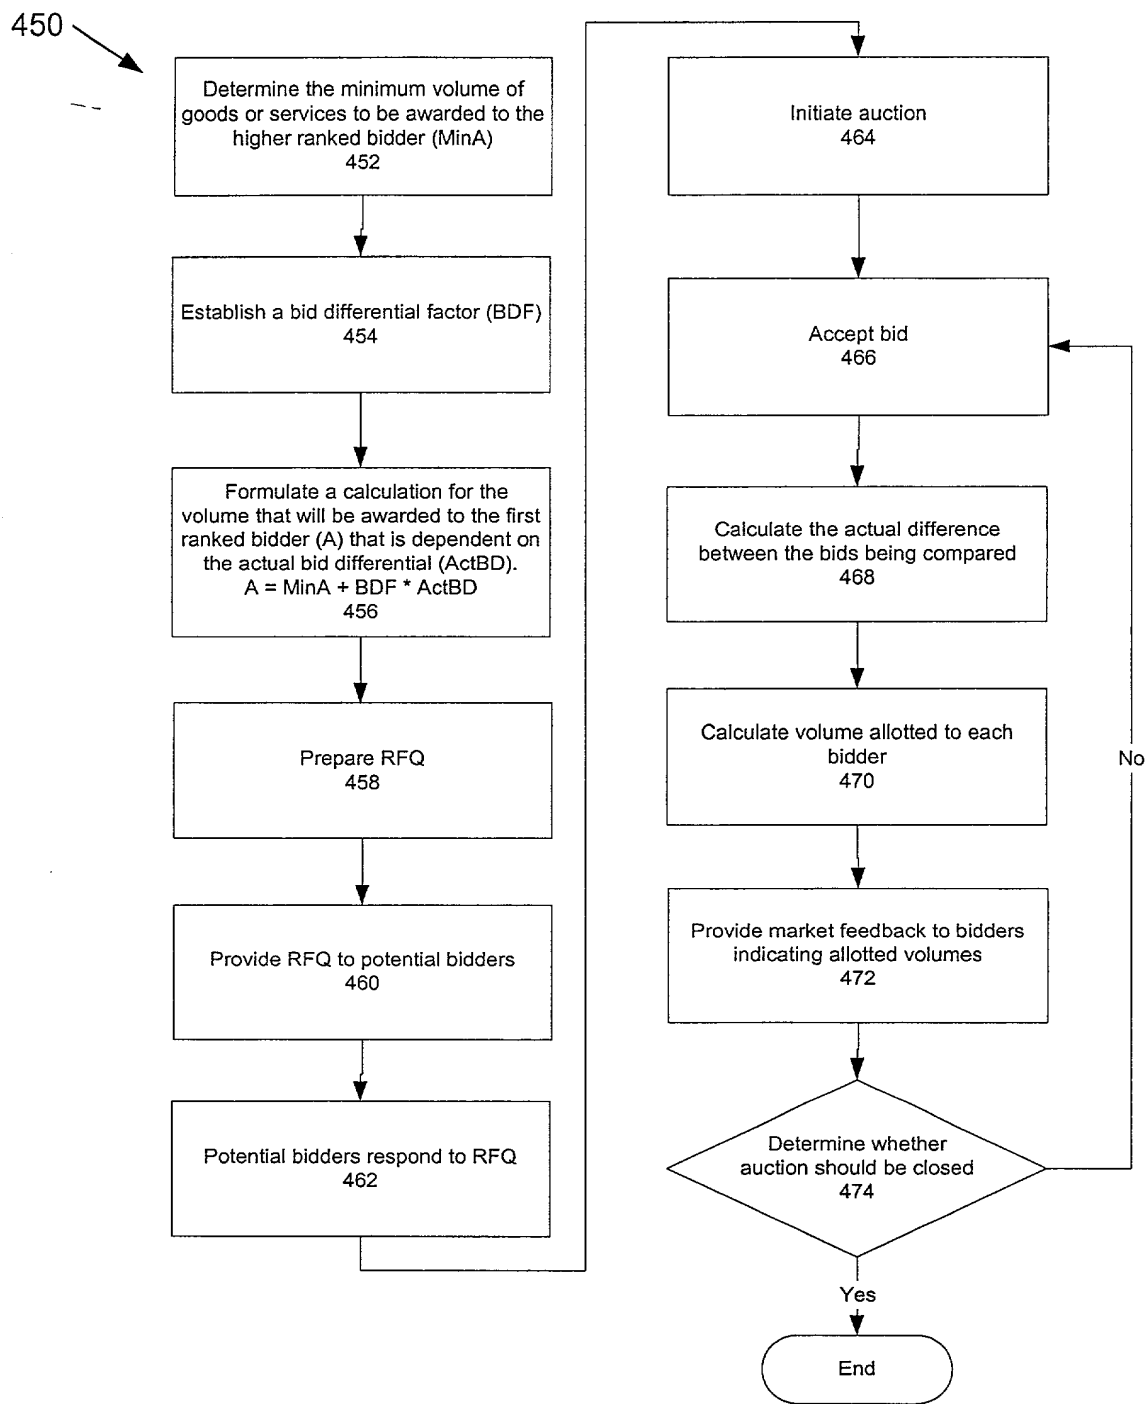 450
Determine the minimum volume of
goods or services to be awarded to the
higher ranked bidder (MinA)
452
Establish a bid differential factor (BDF)
454
Formulate a calculation for the
volume that will be awarded to the first
ranked bidder (A) that is dependent on
the actual bid differential (ActBD).
A = MinA + BDF * ActBD
456
Prepare RFQ
458
Provide RFQ to potential bidders
460
Potential bidders respond to RFQ
462
Initiate auction
464
Accept bid
466
Calculate the actual difference
between the bids being compared
468
Calculate volume allotted to each
bidder
470
Provide market feedback to bidders
indicating allotted volumes
472
Determine whether
auction should be closed
474
No
Yes
End